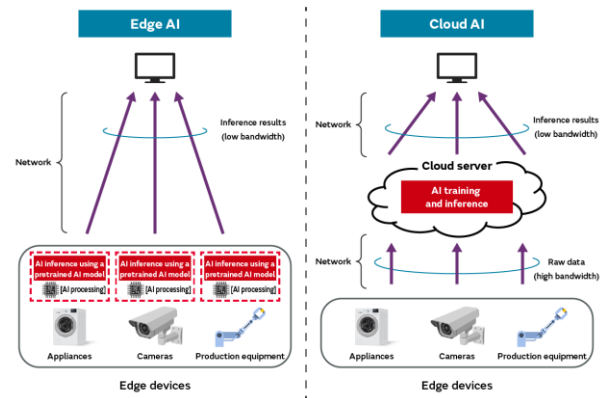 Edge AI
Inference results
(low bandwidth)
Network
AI inference using a
pretrained AI model
[AI processing]
AI inference using a
pretrained AI model
[AI processing]
AI inference using a
pretrained AI model
[AI processing]
Appliances
Cameras
Production equipment
Edge devices
Cloud AI
Network
Inference results
(low bandwidth)
Cloud server
AI training
and inference
Network
Raw data
(high bandwidth)
Appliances
Cameras
Production equipment
Edge devices